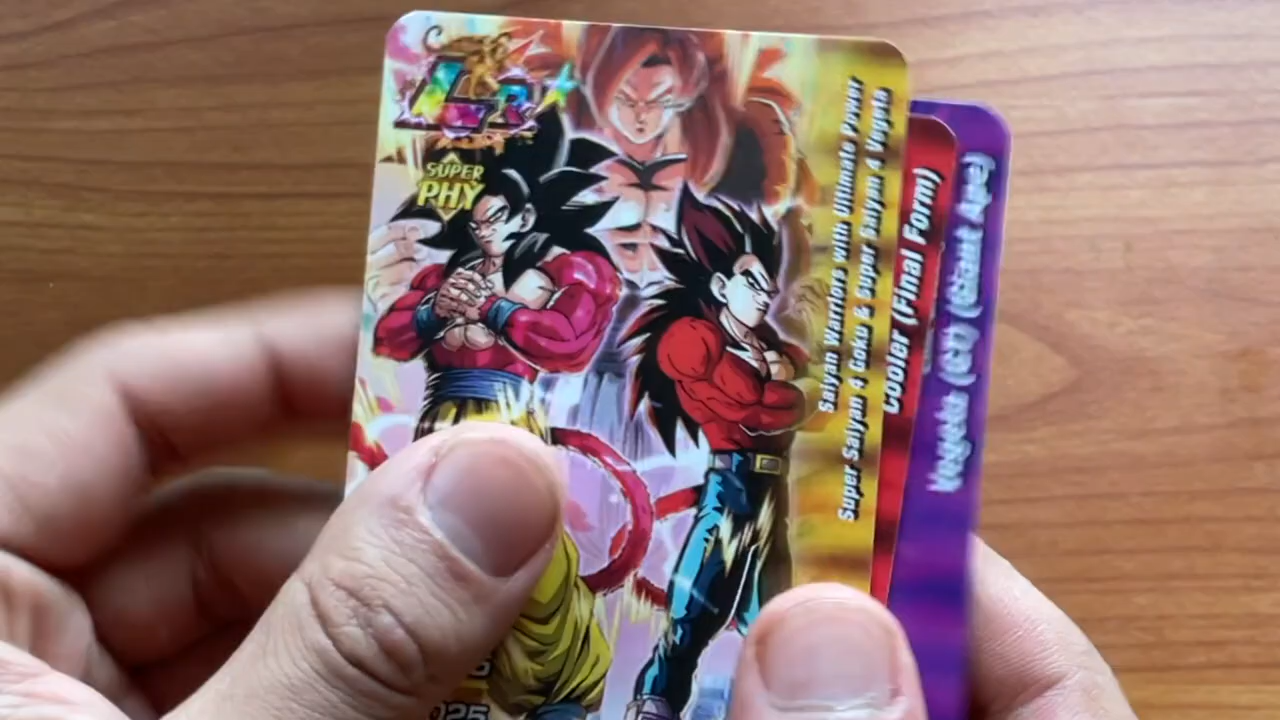 LR
SUPER
PHY
Saiyan Warriors with Ultimate Power
Super Saiyan 4 Goku & Super Saiyan 4 Vegeta
Cooler (Final Form)
Vegeta (GT) (Giant Ape)
025